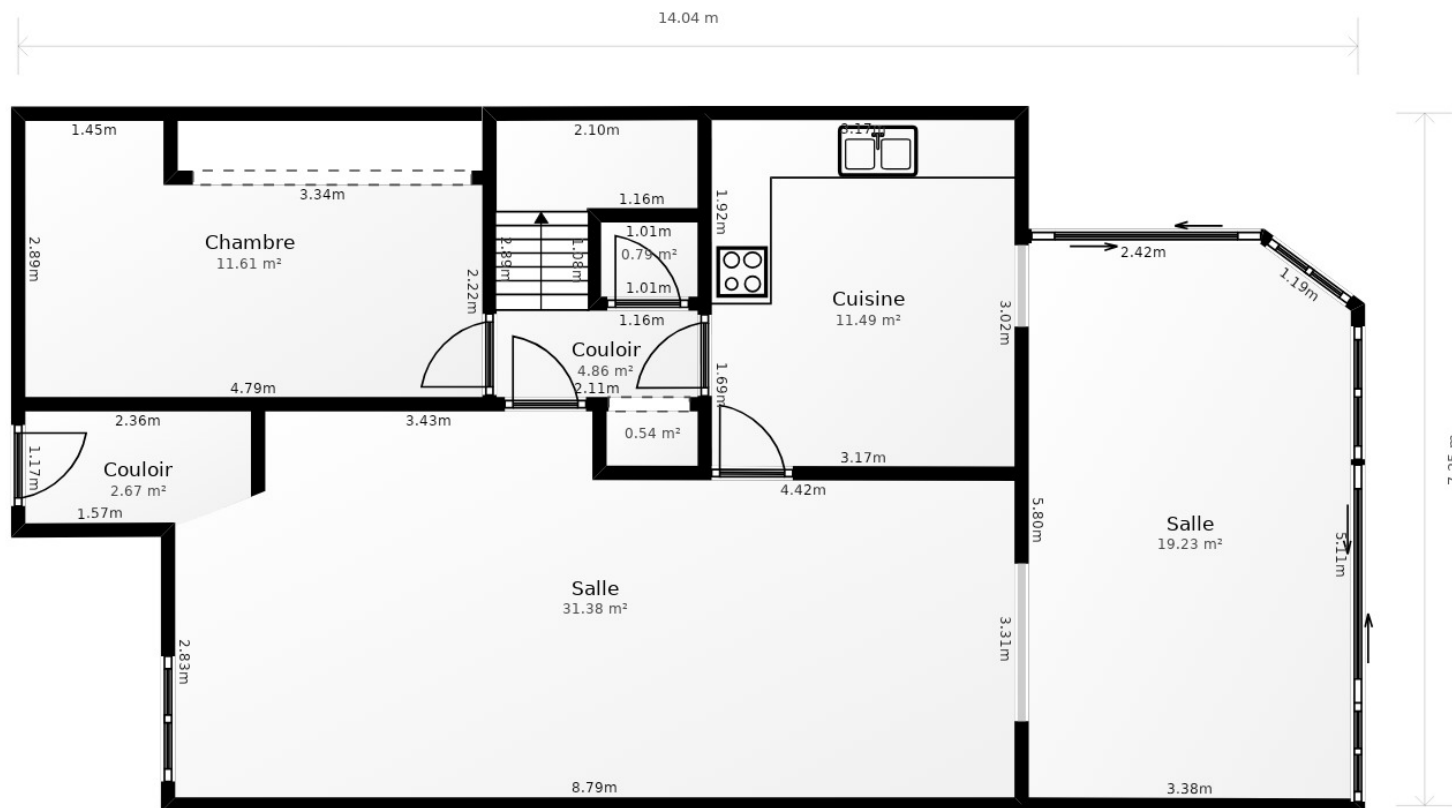 14.04 m
1.45m
2.10m
3.17m
3.34m
1.16m
1.92m
Chambre
11.61 m²
2.89m
2.22m
2.89m
1.08m
1.01m
0.79 m²
1.01m
2.42m
1.19m
Cuisine
11.49 m²
3.02m
1.16m
Couloir
4.86 m²
2.11m
1.69m
4.79m
2.36m
3.43m
0.54 m²
3.17m
4.42m
Couloir
2.67 m²
1.17m
1.57m
5.80m
Salle
19.23 m²
5.11m
Salle
31.38 m²
2.83m
3.31m
8.79m
3.38m